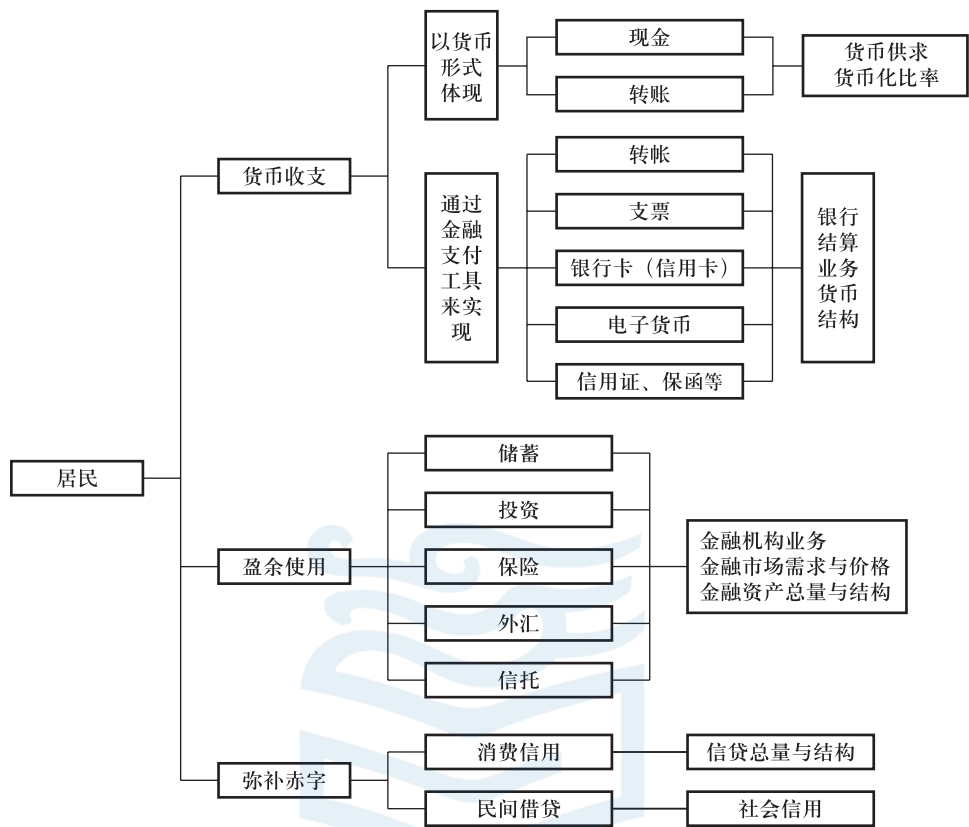 居民
货币收支
以货币
形式
体现
现金
转账
货币供求
货币化比率
通过
金融
支付
工具
来实
现
转帐
支票
银行卡（信用卡）
电子货币
信用证、保函等
银行
结算
业务
货币
结构
盈余使用
储蓄
投资
保险
外汇
信托
金融机构业务
金融市场需求与价格
金融资产总量与结构
弥补赤字
消费信用
信贷总量与结构
民间借贷
社会信用